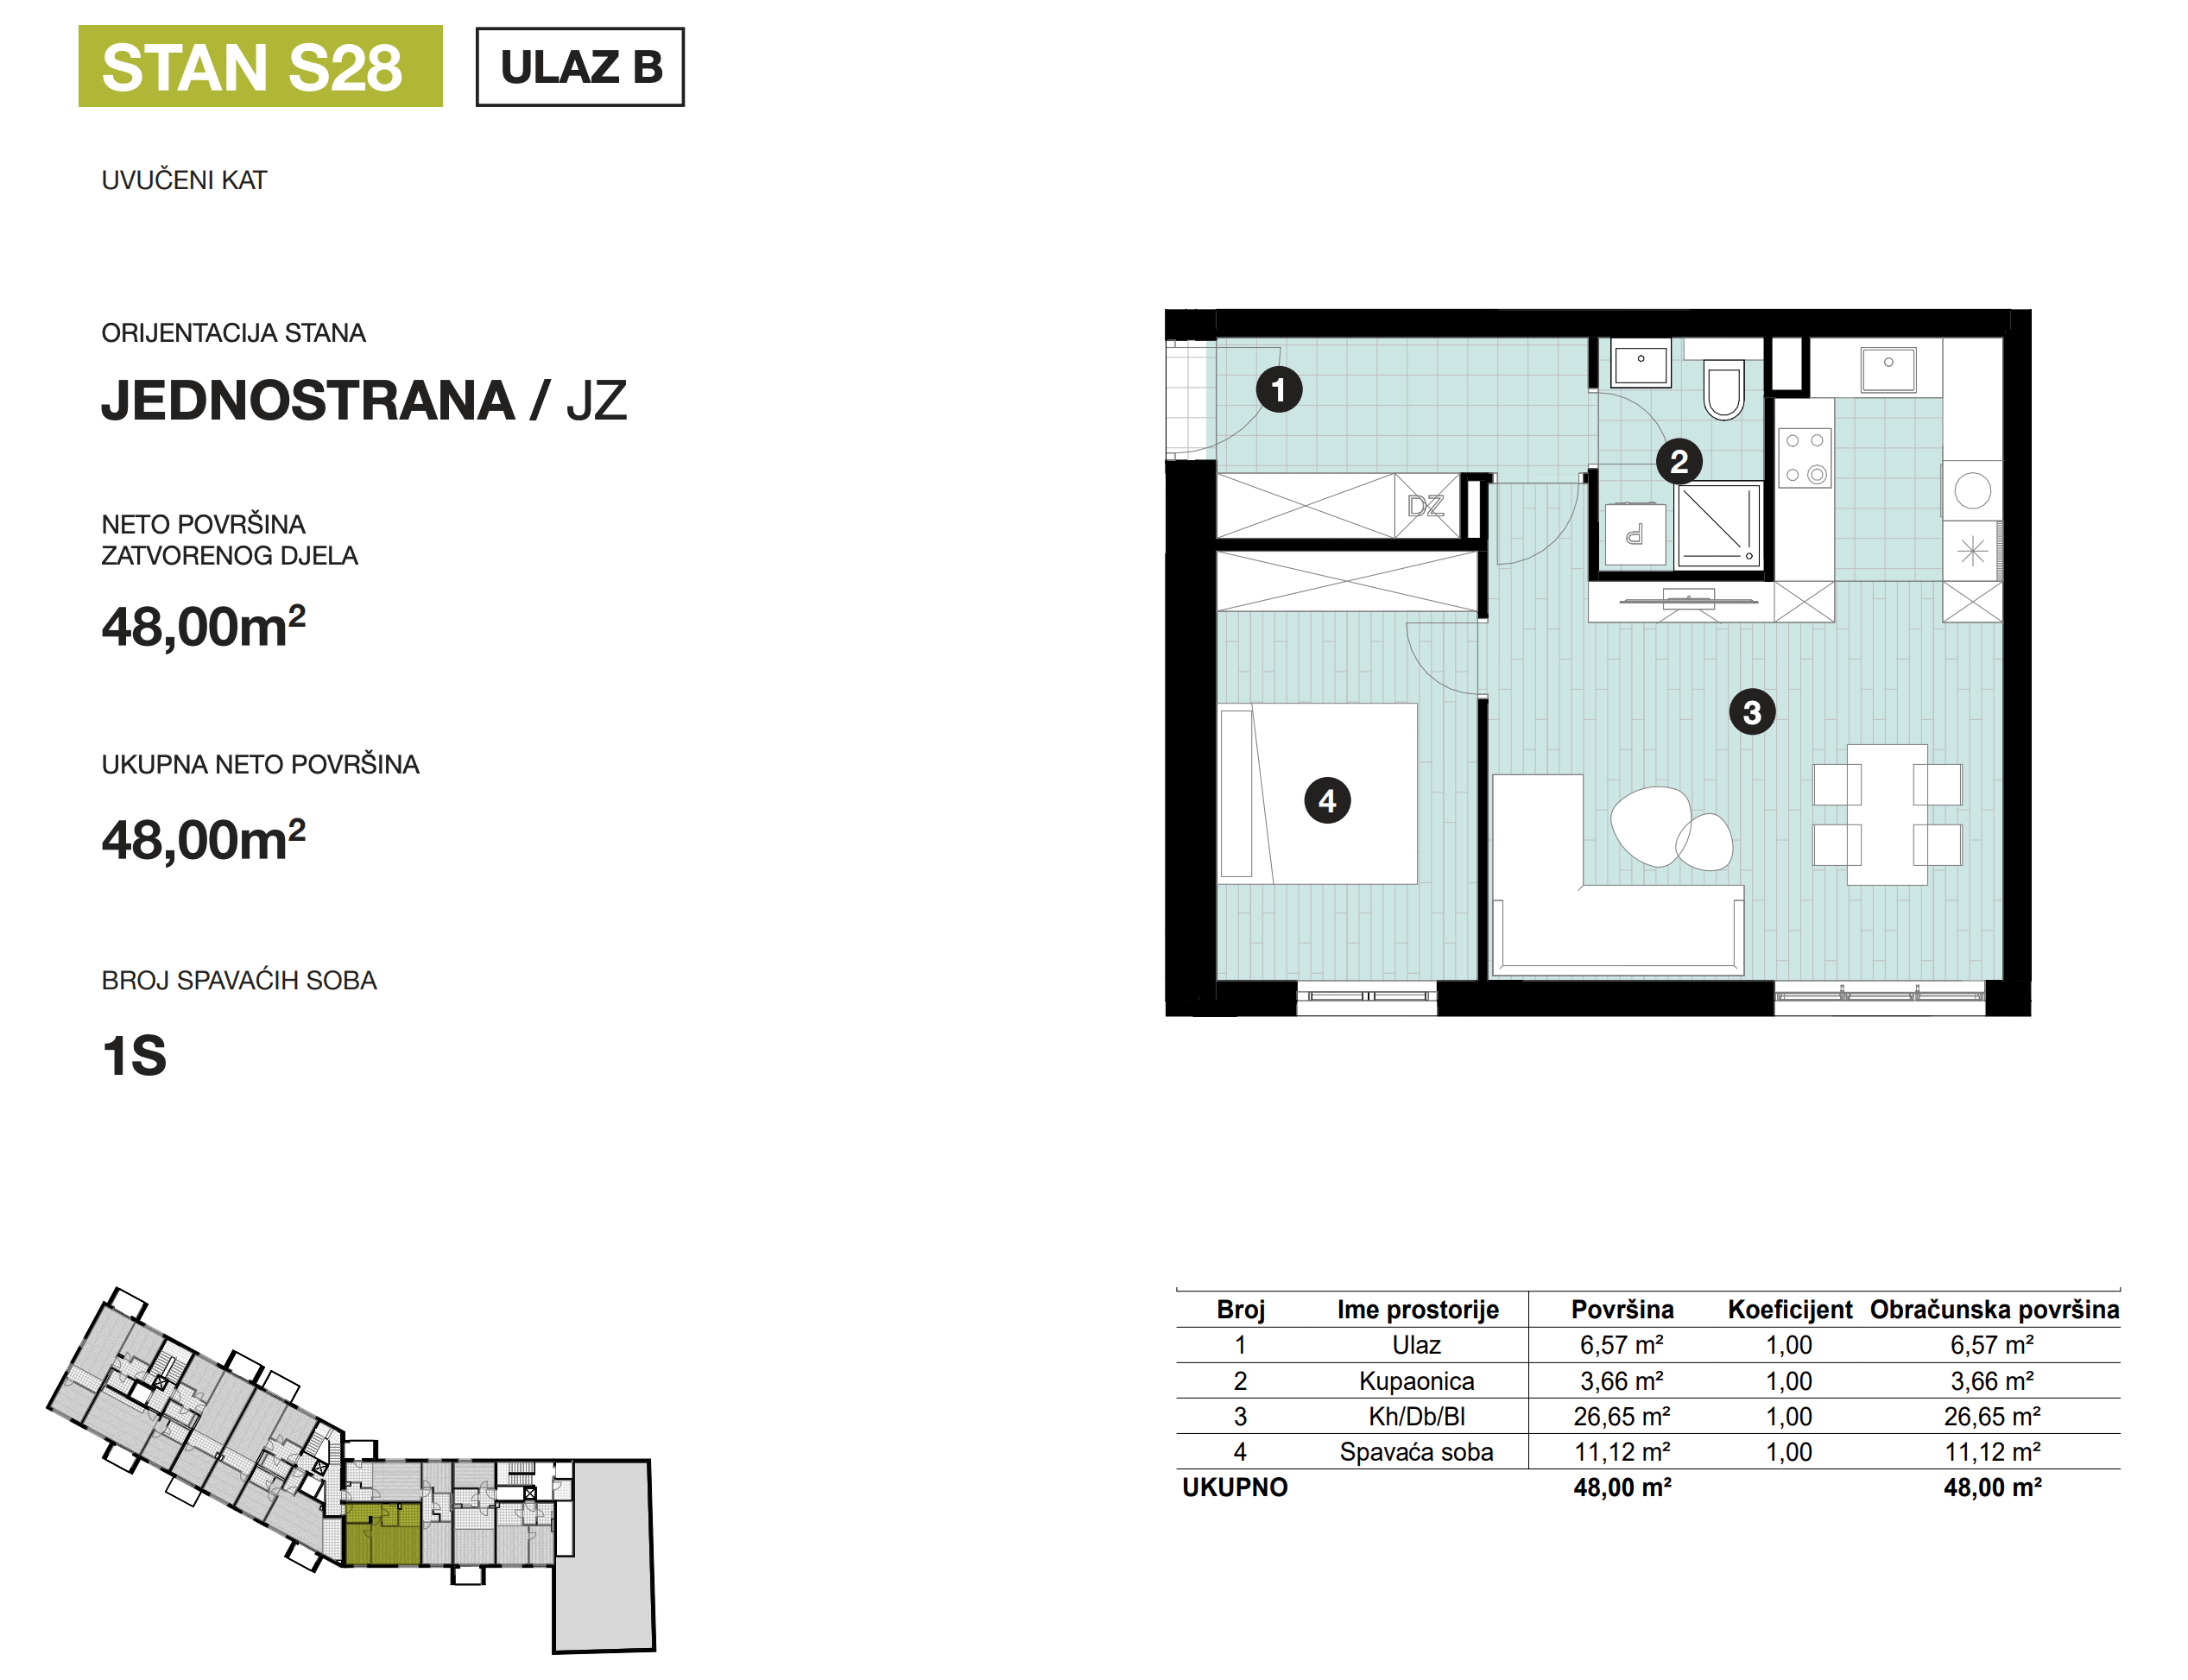 STAN S28
ULAZ B
UVUČENI KAT
ORIJENTACIJA STANA
JEDNOSTRANA / JZ
NETO POVRŠINA
ZATVORENOG DJELA
48,00m²
UKUPNA NETO POVRŠINA
48,00m²
BROJ SPAVAĆIH SOBA
1S
1
2
DZ
d
3
4
Broj Ime prostorije Površina Koeficijent Obračunska površina
1 Ulaz 6,57 m² 1,00 6,57 m²
2 Kupaonica 3,66 m² 1,00 3,66 m²
3 Kh/Db/Bl 26,65 m² 1,00 26,65 m²
4 Spavaća soba 11,12 m² 1,00 11,12 m²
UKUPNO 48,00 m² 48,00 m²